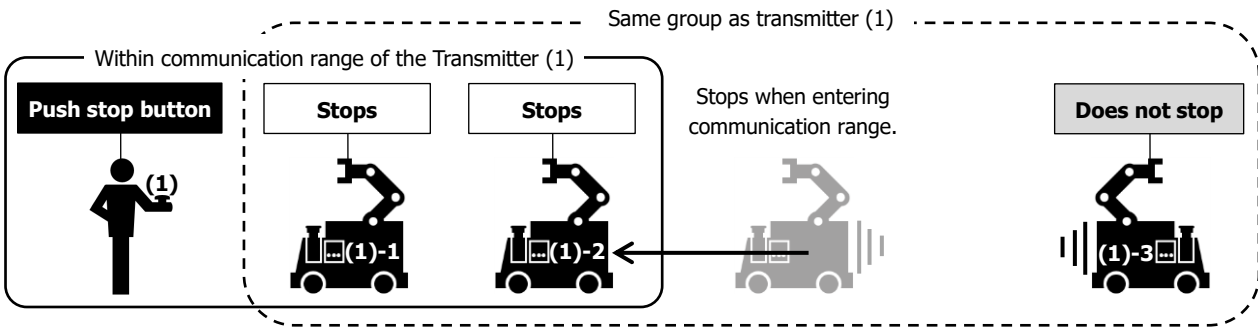 Same group as transmitter (1)
Within communication range of the Transmitter (1)
Push stop button
Stops
Stops
Stops when entering
communication range.
Does not stop
(1)
...
(1)-1
...
(1)-2
...
(1)-3
...